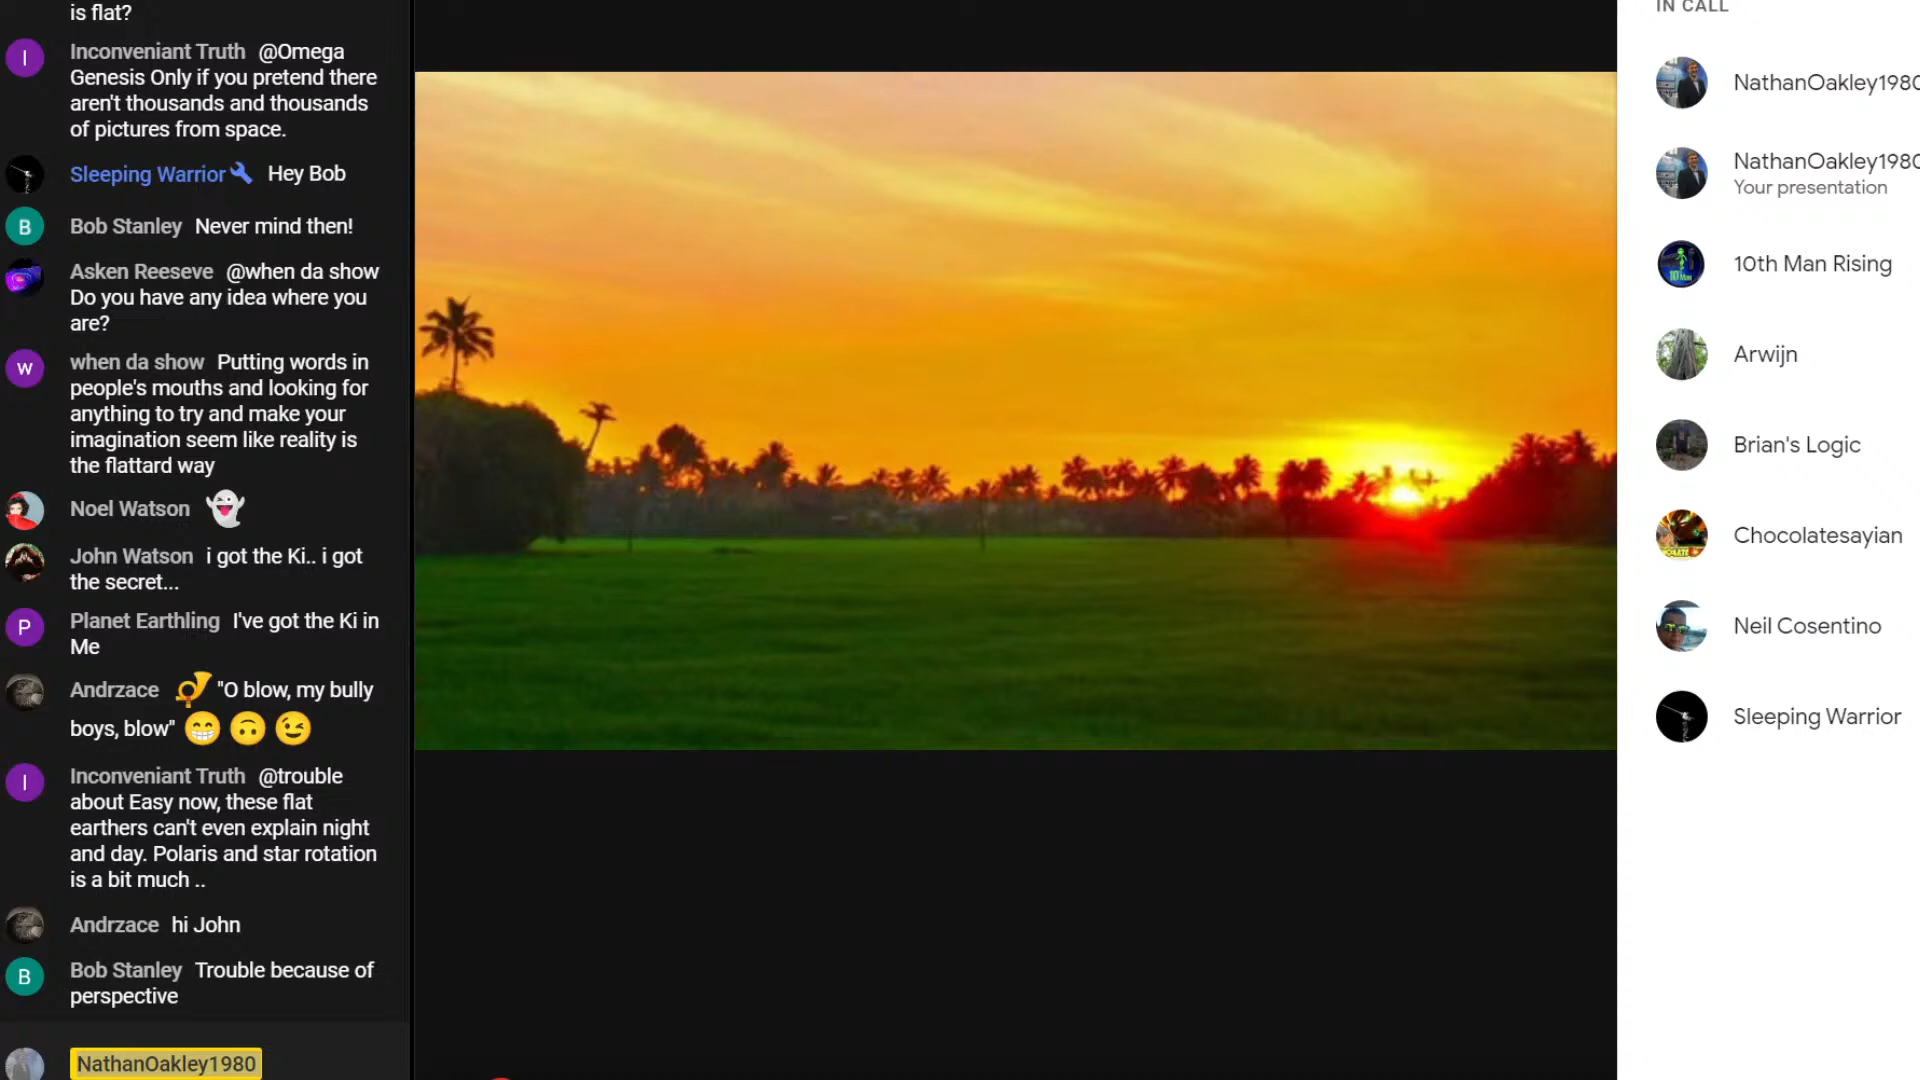 is flat?
Inconveniant Truth @Omega
Genesis Only if you pretend there
aren't thousands and thousands
of pictures from space.
Sleeping Warrior Hey Bob
Bob Stanley Never mind then!
Asken Reeseve @when da show
Do you have any idea where you
are?
when da show Putting words in
people's mouths and looking for
anything to try and make your
imagination seem like reality is
the flattard way
Noel Watson
John Watson i got the Ki.. i got
the secret...
Planet Earthling I've got the Ki in
Me
Andrzace "O blow, my bully
boys, blow"
Inconveniant Truth @trouble
about Easy now, these flat
earthers can't even explain night
and day. Polaris and star rotation
is a bit much ..
Andrzace hi John
Bob Stanley Trouble because of
perspective
NathanOakley1980
I
B
W
P
I
B
IN CALL
NathanOakley1980
NathanOakley1980
Your presentation
10th Man Rising
Arwijn
Brian's Logic
Chocolatesayian
Neil Cosentino
Sleeping Warrior